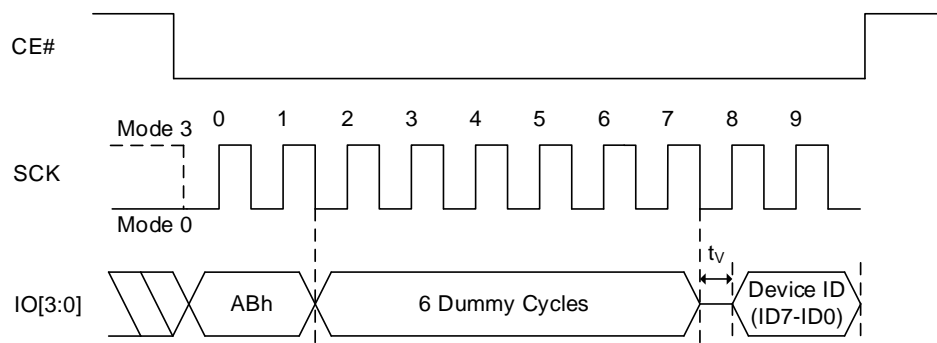 CE#
Mode 3
0 1 2 3 4 5 6 7 8 9
SCK
Mode 0
tV
IO[3:0]
ABh
6 Dummy Cycles
Device ID
(ID7-ID0)